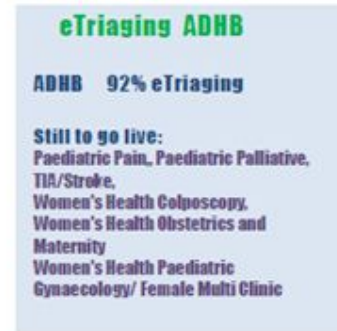 eTriaging ADHB
ADHB 92% eTriaging
Still to go live:
Paediatric Pain,, Paediatric Palliative,
TIA/Stroke,
Women's Health Colposcopy,
Women's Health Obstetrics and
Maternity
Women's Health Paediatric
Gynaecology/ Female Multi Clinic